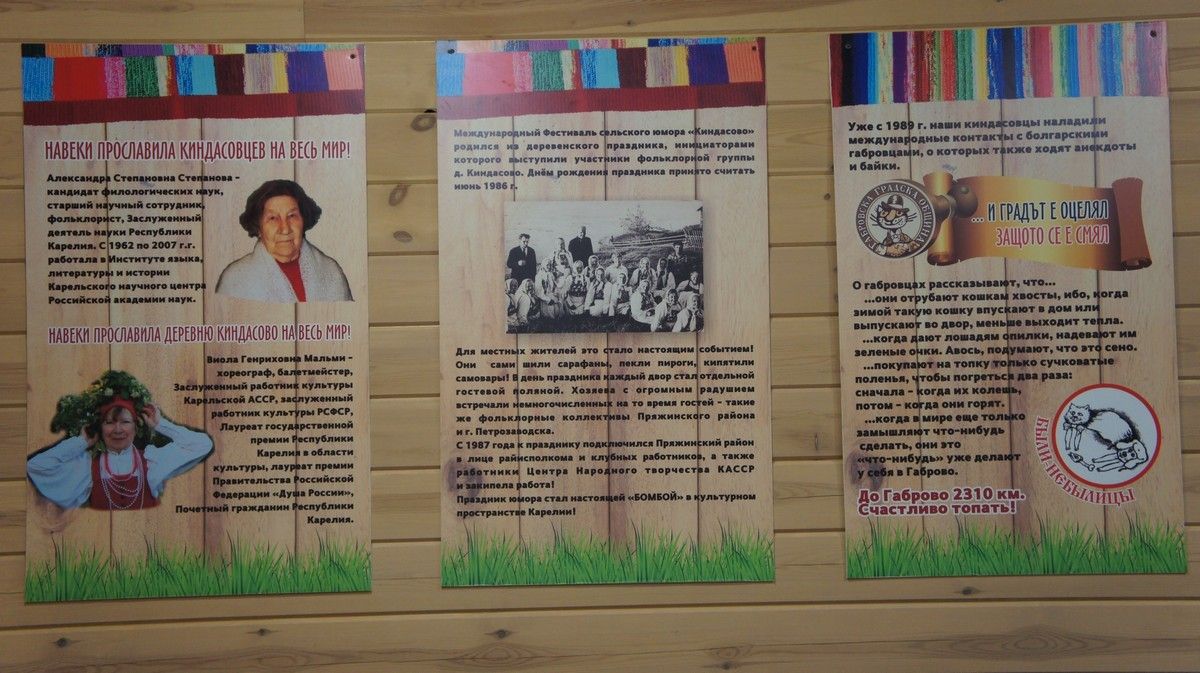 НАВЕКИ ПРОСЛАВИЛА КИНДАСОВЦЕВ НА ВЕСЬ МИР!
Александра Степановна Степанова -
кандидат филологических наук,
старший научный сотрудник,
фольклорист, Заслуженный
деятель науки Республики
Карелия. С 1962 по 2007 г.г.
работала в Институте языка,
литературы и истории
Карельского научного центра
Российской академии наук.
НАВЕКИ ПРОСЛАВИЛА ДЕРЕВНЮ КИНДАСОВО НА ВЕСЬ МИР!
Виола Генриховна Мальми -
хореограф, балетмейстер,
Заслуженный работник культуры
Карельской АССР, заслуженный
работник культуры РСФСР,
Лауреат государственной
премии Республики
Карелия в области
культуры, лауреат премии
Правительства Российской
Федерации «Душа России»,
Почетный гражданин Республики
Карелия.
Международный Фестиваль сельского юмора «Киндасово»
родился из деревенского праздника, инициаторами
которого выступили участники фольклорной группы
д. Киндасово. Днём рождения праздника принято считать
июнь 1986 г.
Для местных жителей это стало настоящим событием!
Они сами шили сарафаны, пекли пироги, кипятили
самовары! В день праздника каждый двор стал отдельной
гостевой поляной. Хозяева с огромным радушием
встречали немногочисленных на то время гостей - такие
же фольклорные коллективы Пряжинского района
и г. Петрозаводска.
С 1987 года к празднику подключился Пряжинский район
в лице райисполкома и клубных работников, а также
работники Центра Народного творчества КАССР
и закипела работа!
Праздник юмора стал настоящей «БОМБОЙ» в культурном
пространстве Карелии!
Уже с 1989 г. наши киндасовцы наладили
международные контакты с болгарскими
габровцами, о которых также ходят анекдоты
и байки.
ГАБРОВСКА ГРАДСКА ОБЩИНА
... И ГРАДЪТ Е ОЦЕЛЯЛ
ЗАЩОТО СЕ Е СМЯЛ
О габровцах рассказывают, что...
...они отрубают кошкам хвосты, ибо, когда
зимой такую кошку впускают в дом или
выпускают во двор, меньше выходит тепла.
...когда дают лошадям опилки, надевают им
зеленые очки. Авось, подумают, что это сено.
...покупают на топку только сучковатые
поленья, чтобы погреться два раза:
сначала - когда их колешь,
потом - когда они горят.
...когда в мире еще только
замышляют что-нибудь
сделать, они это
«что-нибудь» уже делают
у себя в Габрово.
БЫЛИ-НЕБЫЛИЦЫ
До Габрово 2310 км.
Счастливо топать!